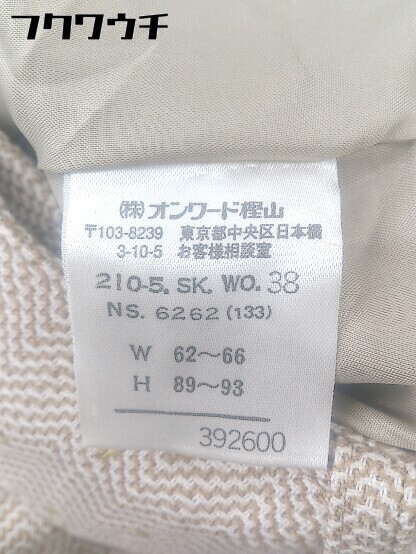 フクワウチ
(株)オンワード樫山
〒103-8239 東京都中央区日本橋
3-10-5 お客様相談室
210-5. SK. WO. 38
NS. 6262 (133)
W 62～66
H 89～93
392600